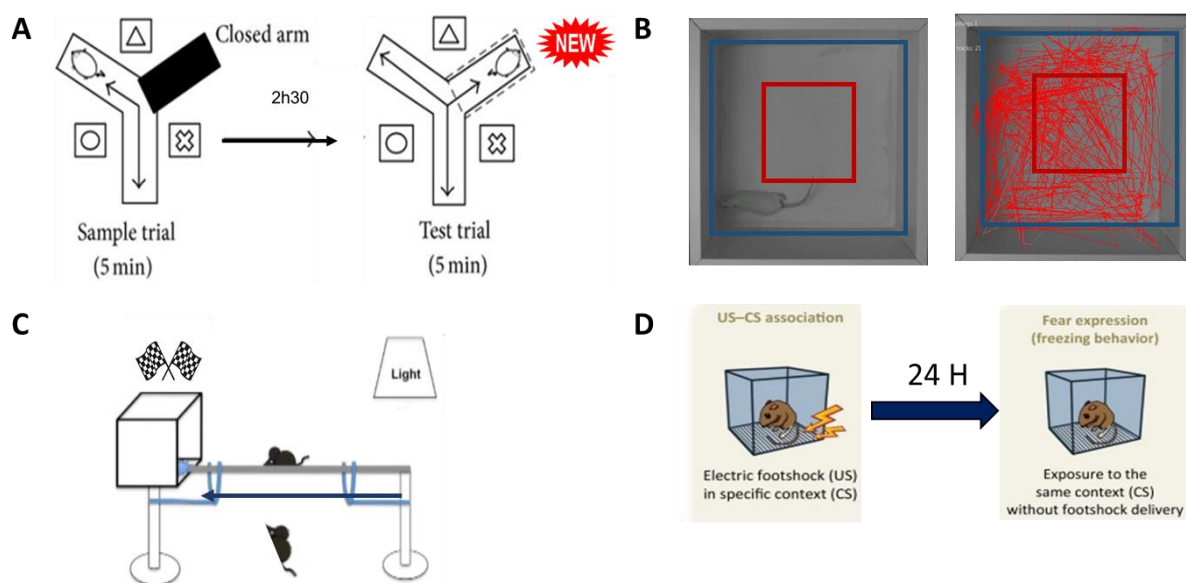 A
Closed arm
NEW
2h30
Sample trial
(5 min)
Test trial
(5 min)
B
C
Light
D
US–CS association
Electric footshock (US)
in specific context (CS)
24 H
Fear expression
(freezing behavior)
Exposure to the
same context (CS)
without footshock delivery